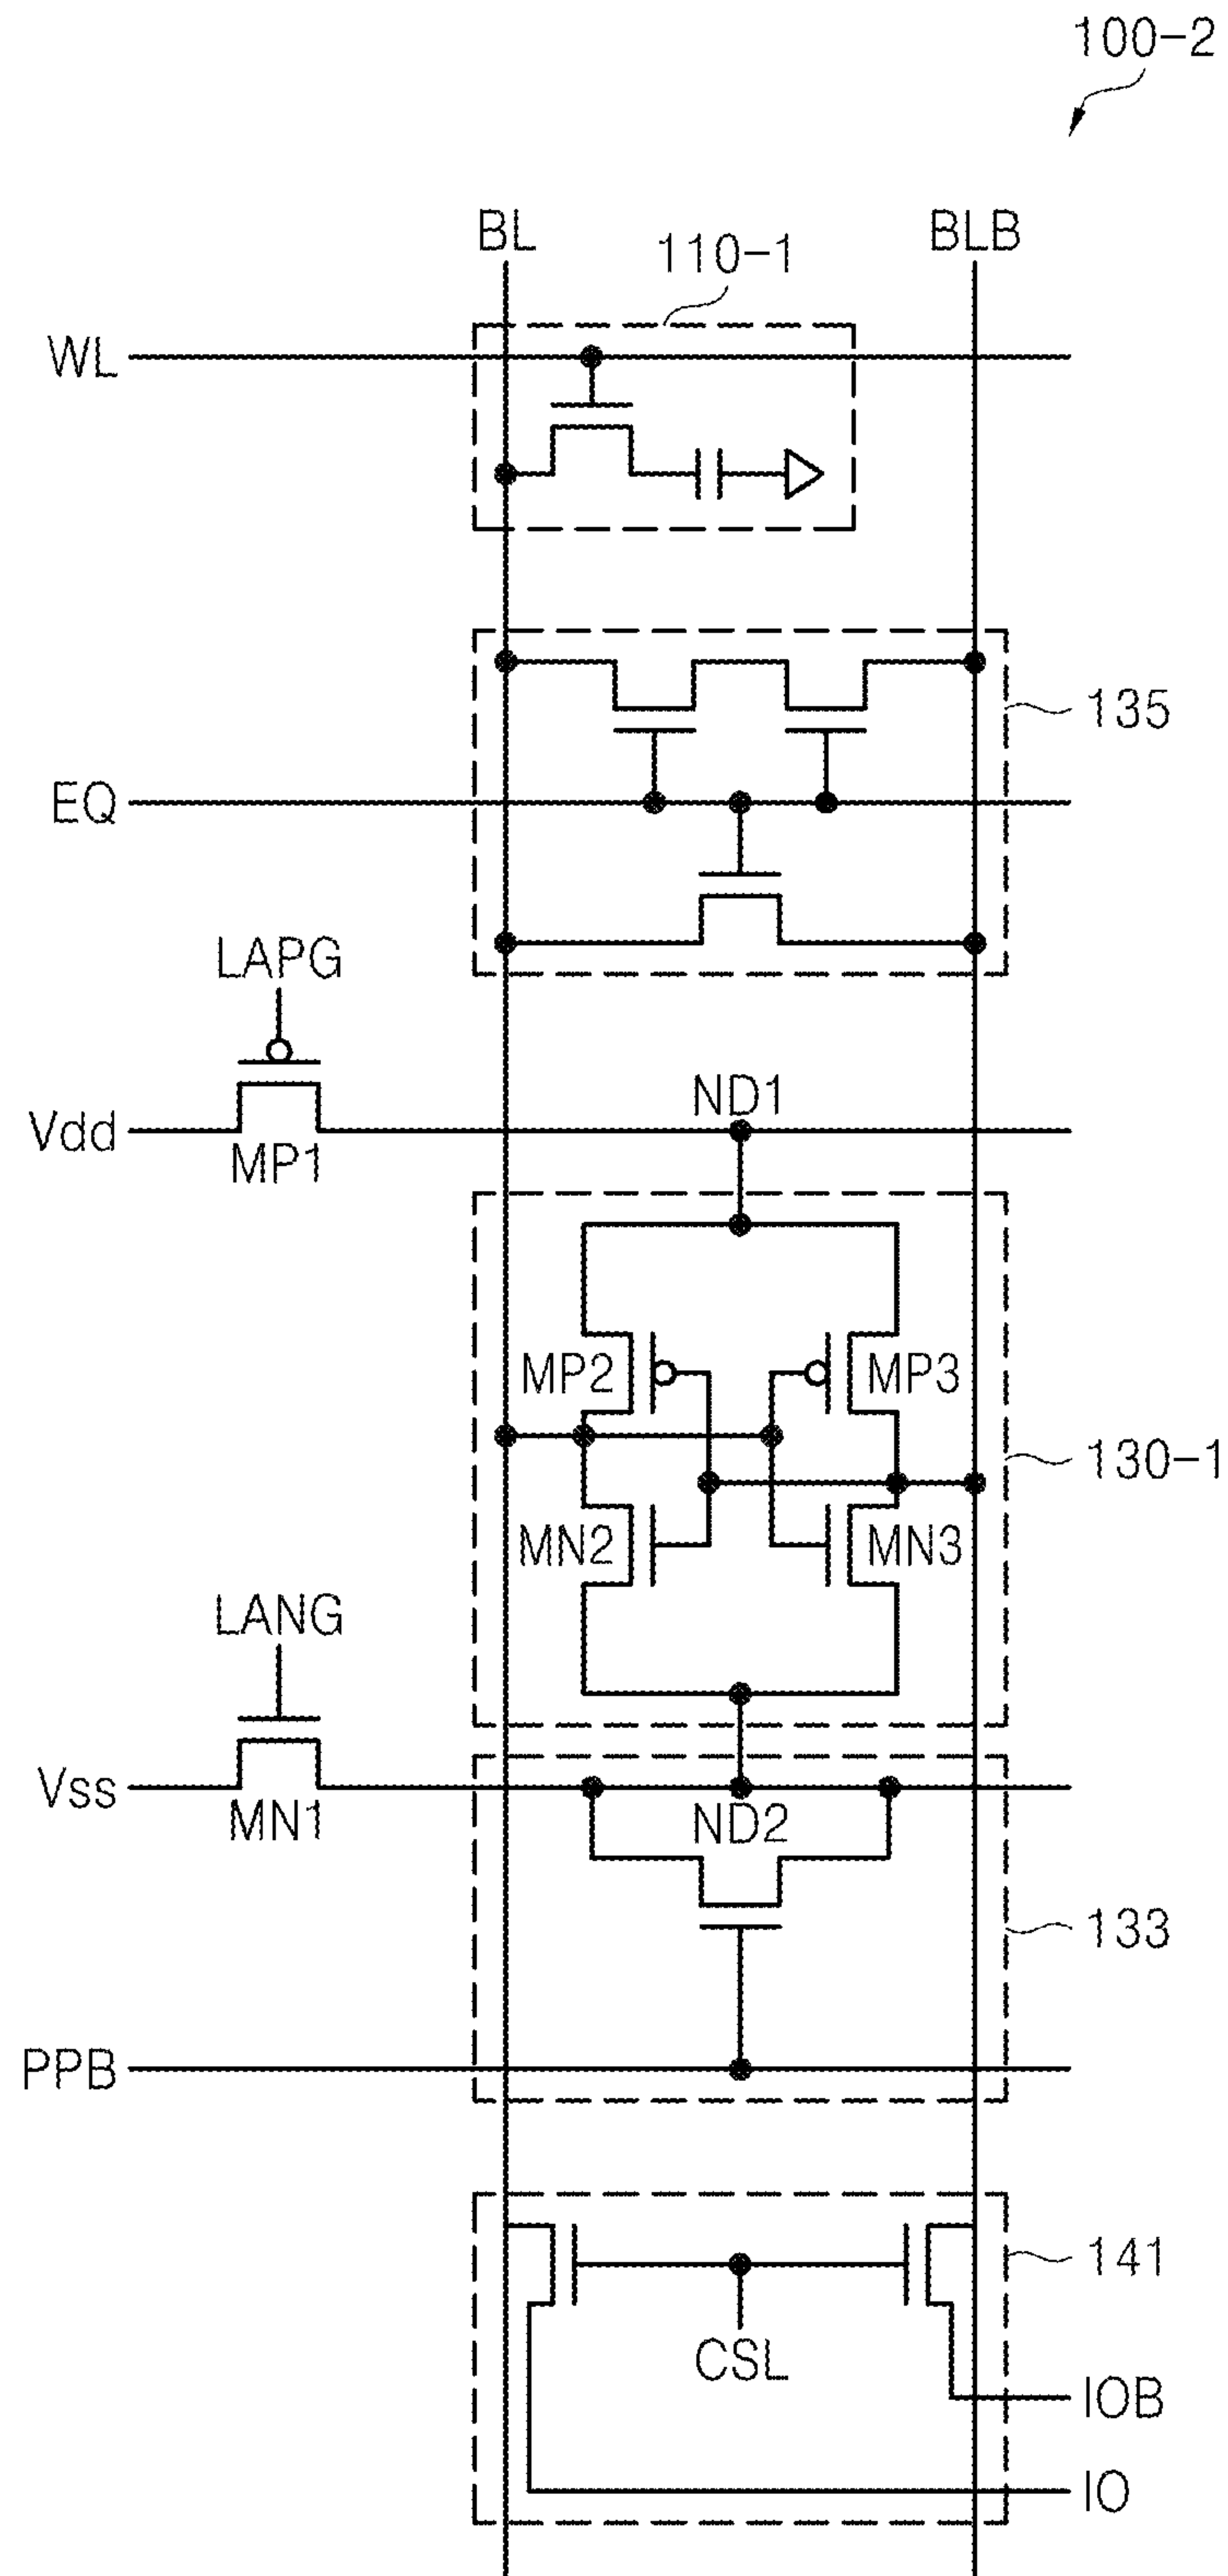 100-2
BL
110-1
BLB
WL
135
EQ
LAPG
Vdd
MP1
ND1
MP2
MP3
130-1
MN2
MN3
LANG
Vss
MN1
ND2
133
PPB
141
CSL
IOB
IO